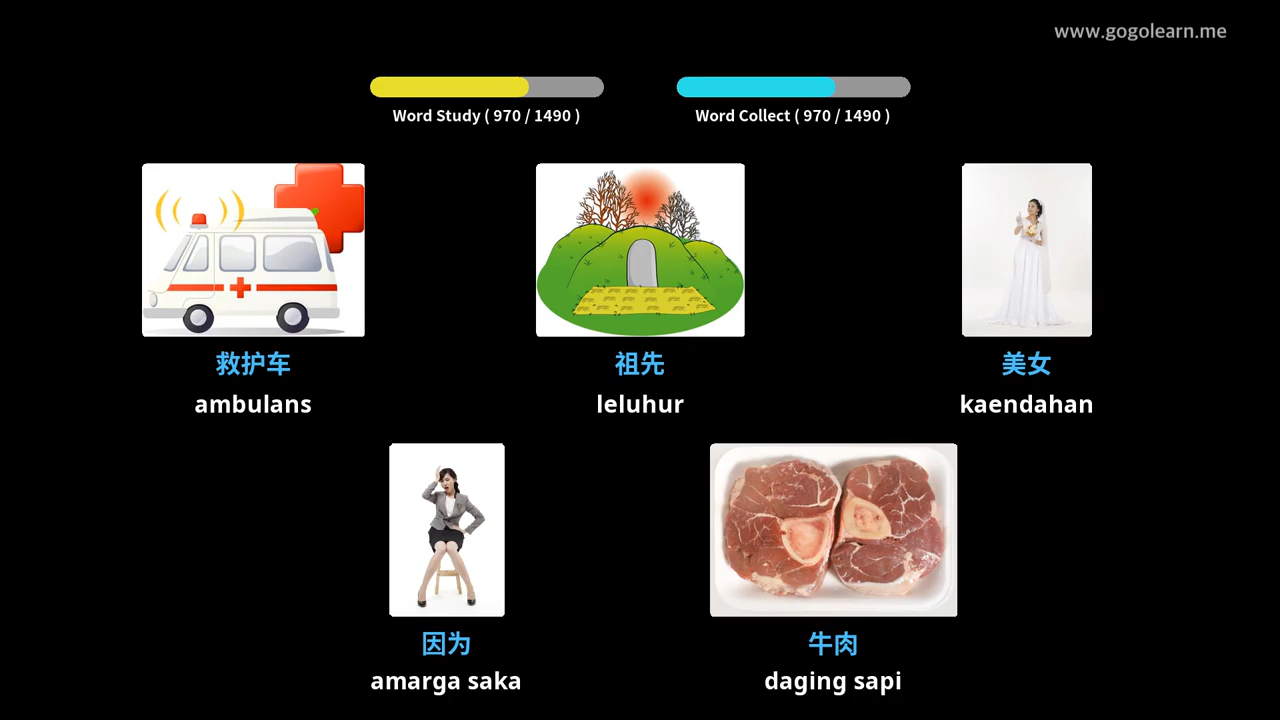 www.gogolearn.me
Word Study ( 970 / 1490 )
Word Collect ( 970 / 1490 )
救护车
ambulans
祖先
leluhur
美女
kaendahan
因为
amarga saka
牛肉
daging sapi